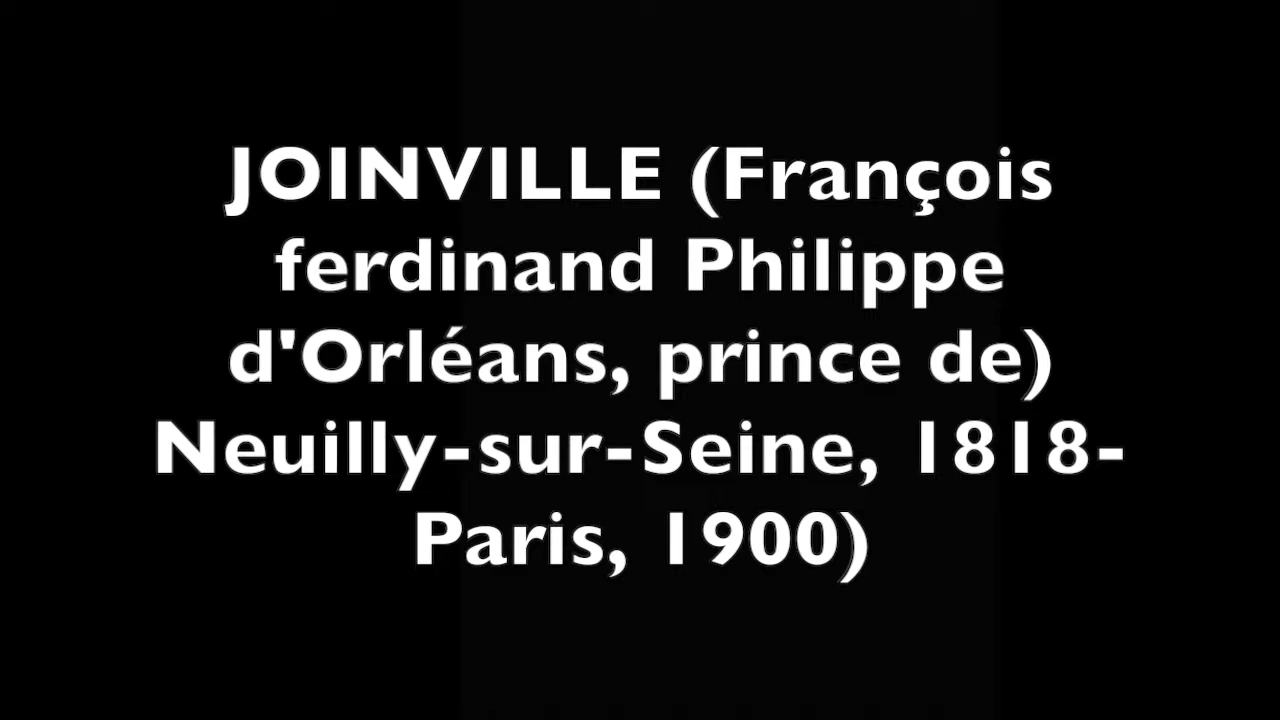 JOINVILLE (François
ferdinand Philippe
d'Orléans, prince de)
Neuilly-sur-Seine, 1818-
Paris, 1900)